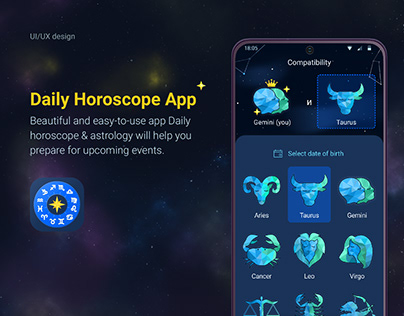 UI/UX design
Daily Horoscope App
Beautiful and easy-to-use app Daily
horoscope & astrology will help you
prepare for upcoming events.
18:05
Compatibility
Gemini (you)
И
Taurus
Select date of birth
Aries
Taurus
Gemini
Cancer
Leo
Virgo